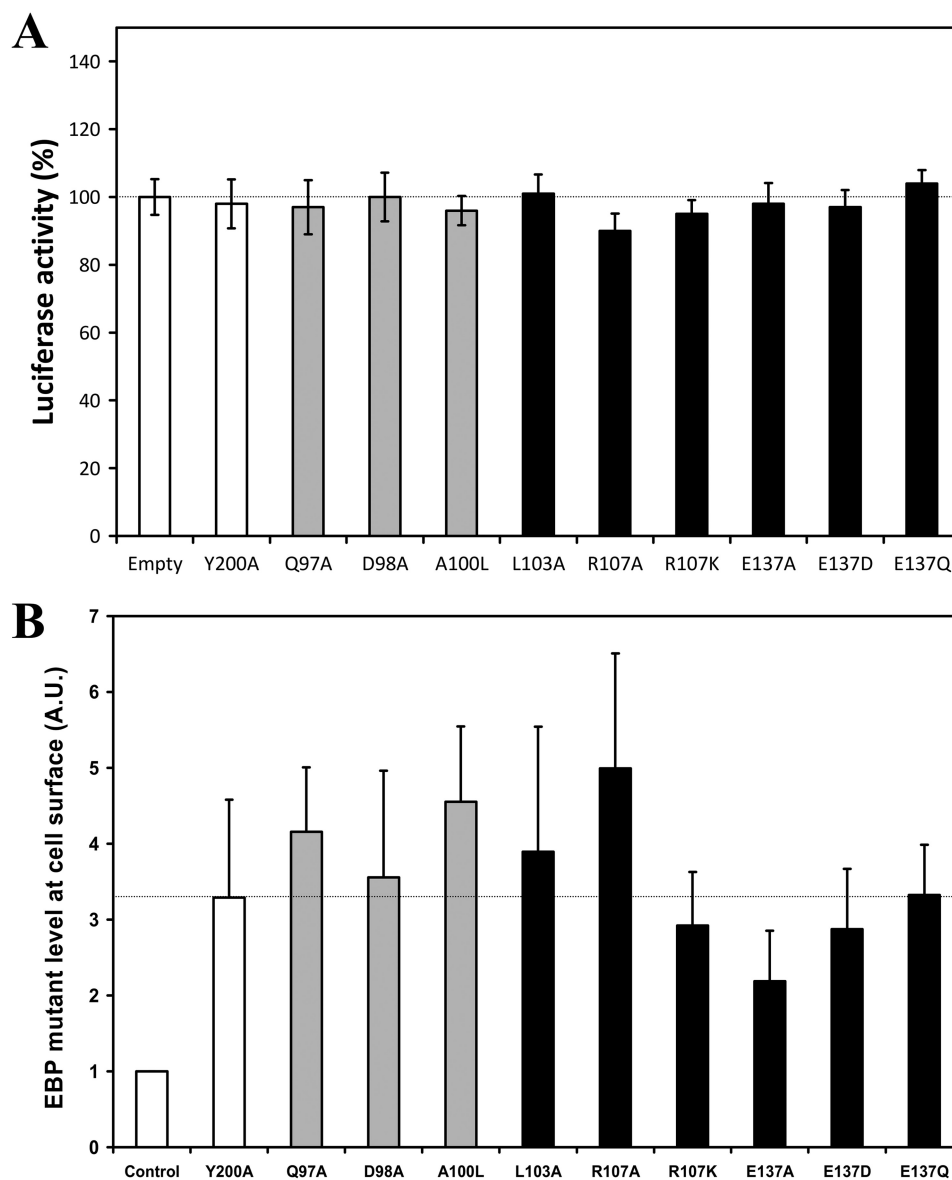 A
Luciferase activity (%)
140
120
100
80
60
40
20
0
Empty Y200A Q97A D98A A100L L103A R107A R107K E137A E137D E137Q
B
EBP mutant level at cell surface (A.U.)
7
6
5
4
3
2
1
0
Control Y200A Q97A D98A A100L L103A R107A R107K E137A E137D E137Q